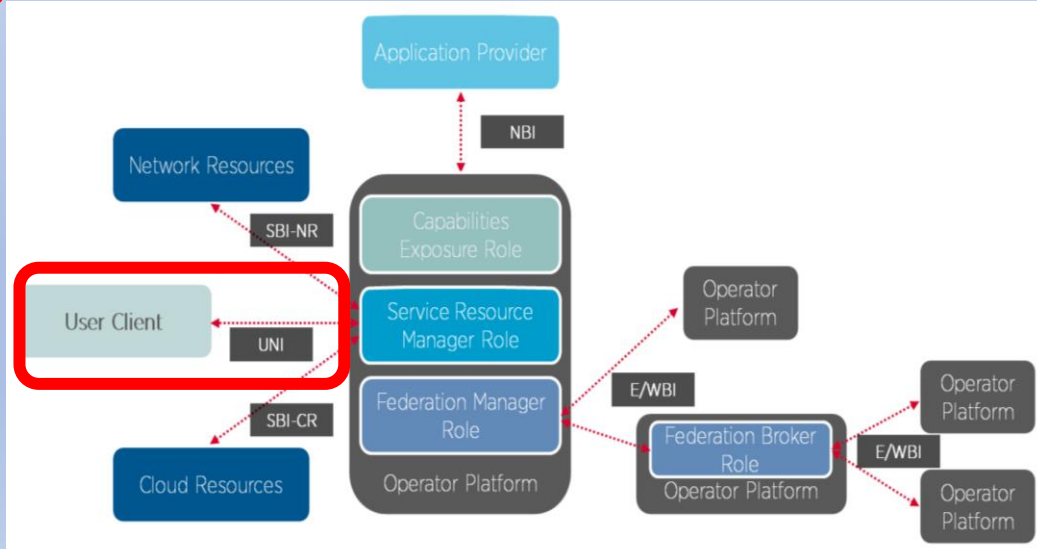 Application Provider
NBI
Network Resources
SBI-NR
Capabilities
Exposure Role
User Client
UNI
Service Resource
Manager Role
SBI-CR
Federation Manager
Role
Cloud Resources
Operator Platform
Operator
Platform
E/WBI
Federation Broker
Role
Operator Platform
E/WBI
Operator
Platform
Operator
Platform